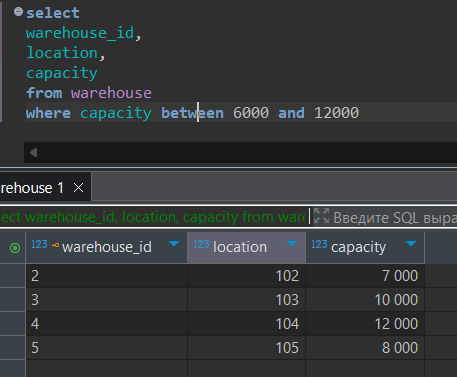 select
warehouse_id,
location,
capacity
from warehouse
where capacity between 6000 and 12000
rehouse 1
ect warehouse_id, location, capacity from war
Введите SQL выра
123 warehouse_id 123 location 123 capacity
2 102 7 000
3 103 10 000
4 104 12 000
5 105 8 000